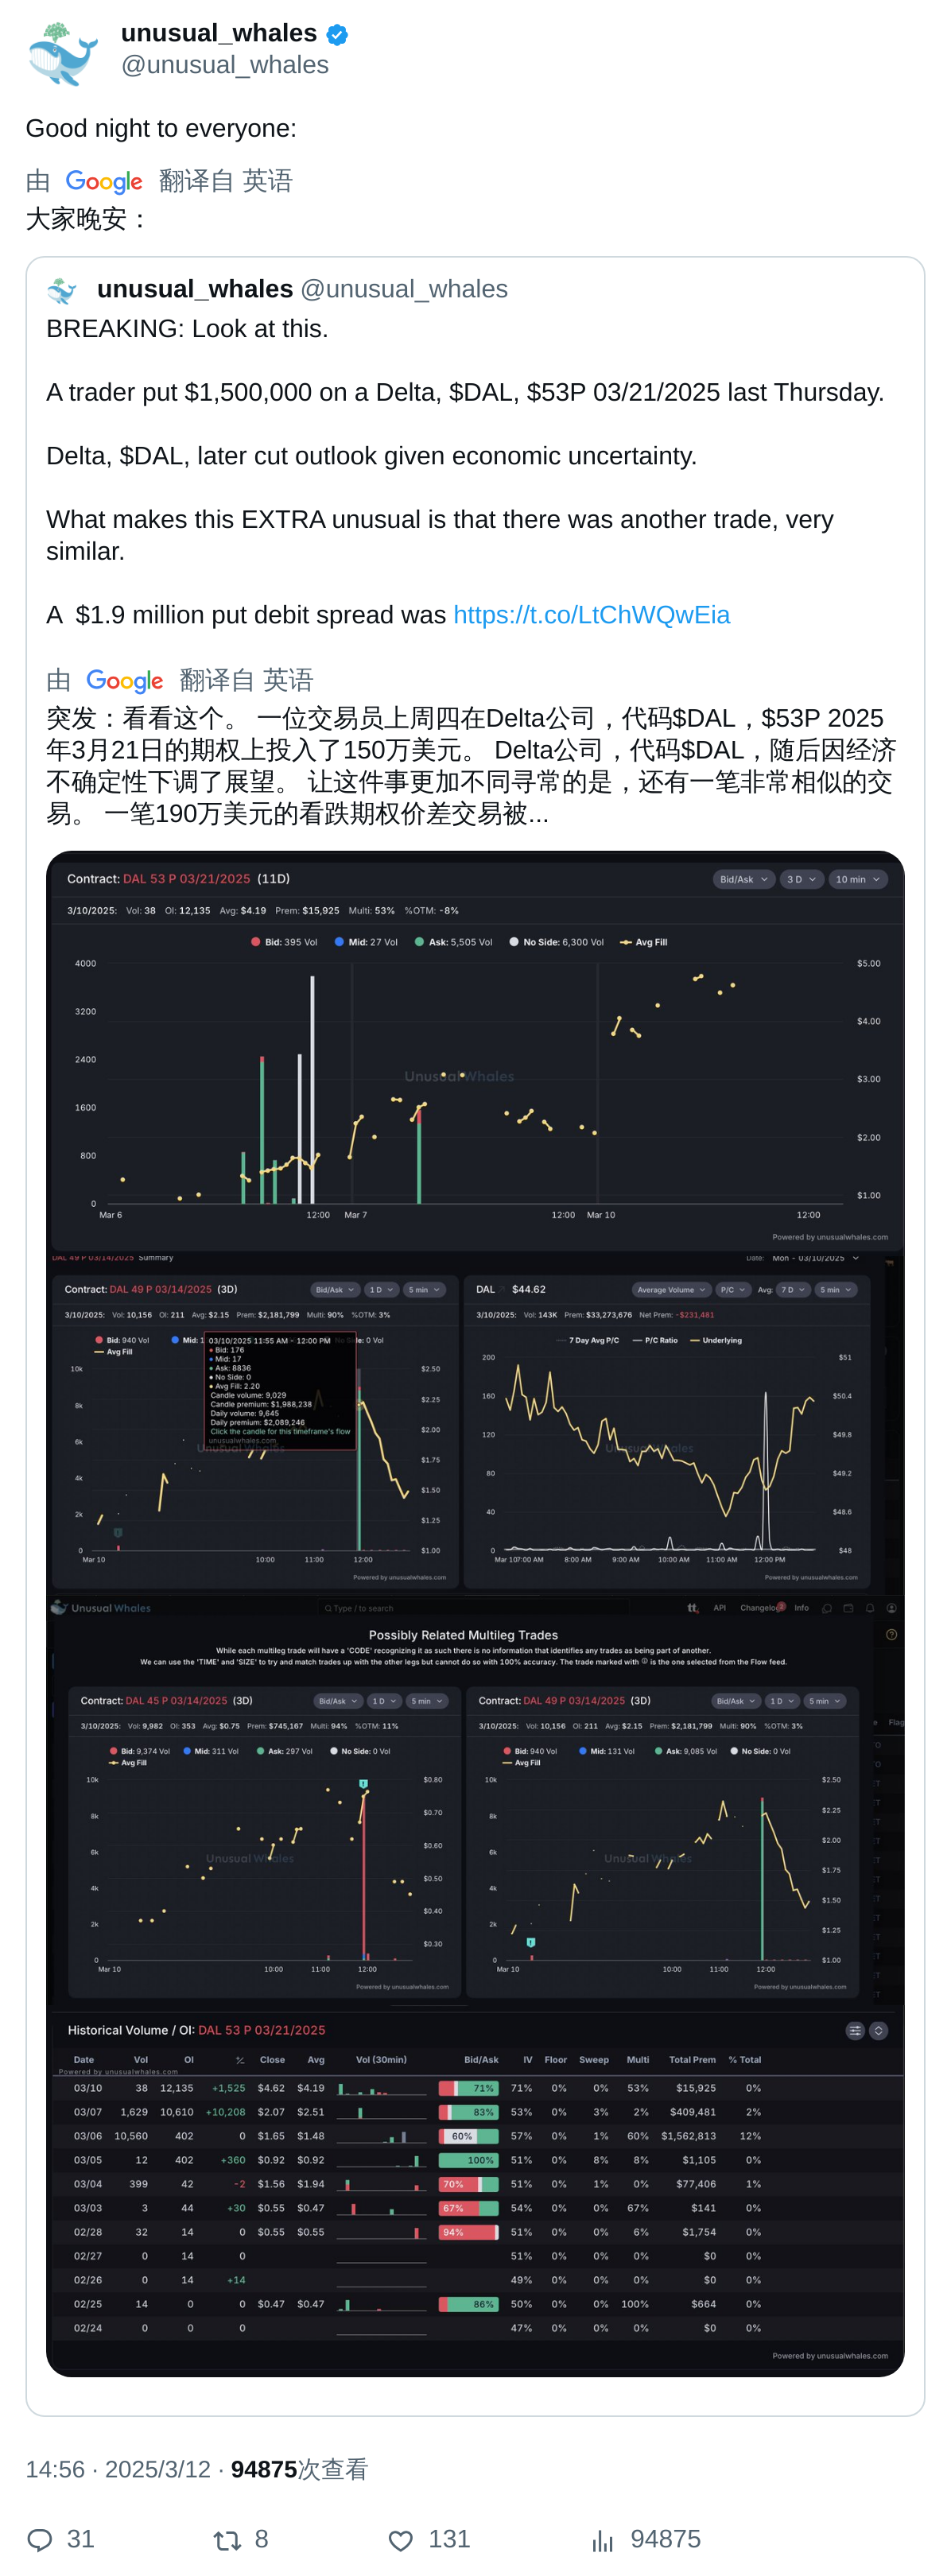 unusual_whales
@unusual_whales
Good night to everyone:
由 Google 翻译自 英语
大家晚安：
unusual_whales @unusual_whales
BREAKING: Look at this.
A trader put $1,500,000 on a Delta, $DAL, $53P 03/21/2025 last Thursday.
Delta, $DAL, later cut outlook given economic uncertainty.
What makes this EXTRA unusual is that there was another trade, very
similar.
A  $1.9 million put debit spread was https://t.co/LtChWQwEia
由 Google 翻译自 英语
突发：看看这个。 一位交易员上周四在Delta公司，代码$DAL，$53P 2025
年3月21日的期权上投入了150万美元。 Delta公司，代码$DAL，随后因经济
不确定性下调了展望。 让这件事更加不同寻常的是，还有一笔非常相似的交
易。 一笔190万美元的看跌期权价差交易被...
Contract: DAL 53 P 03/21/2025 (11D)
Bid/Ask 3 D 10 min
3/10/2025: Vol: 38 OI: 12,135 Avg: $4.19 Prem: $15,925 Multi: 53% %OTM: -8%
Bid: 395 Vol Mid: 27 Vol Ask: 5,505 Vol No Side: 6,300 Vol Avg Fill
4000 $5.00
3200
$4.00
2400
Unusual Whales $3.00
1600
$2.00
800
0 $1.00
Mar 6 12:00 Mar 7 12:00 Mar 10 12:00
Powered by unusualwhales.com
DAL 49 P 03/14/2025 Summary
Date: Mon - 03/10/2025
Contract: DAL 49 P 03/14/2025 (3D)
Bid/Ask 1 D 5 min
3/10/2025: Vol: 10,156 OI: 211 Avg: $2.15 Prem: $2,181,799 Multi: 90% %OTM: 3%
Bid: 940 Vol Mid: 1 Side: 0 Vol
Avg Fill
03/10/2025 11:55 AM - 12:00 PM
Bid: 176
Mid: 17
Ask: 8836
No Side: 0
Avg Fill: 2.20
Candle volume: 9,029
Candle premium: $1,988,238
Daily volume: 9,645
Daily premium: $2,089,246
Click the candle for this timeframe's flow
unusualwhales.com
Unusual Whales
10k $2.50
8k $2.25
$2.00
6k
$1.75
4k
$1.50
2k
$1.25
0 $1.00
Mar 10 10:00 11:00 12:00
Powered by unusualwhales.com
DAL $44.62
Average Volume P/C Avg: 7 D 5 min
3/10/2025: Vol: 143K Prem: $33,273,676 Net Prem: -$231,481
7 Day Avg P/C P/C Ratio Underlying
200 $51
160 $50.4
120 $49.8
Unusual Whales
80 $49.2
40 $48.6
0 $48
Mar 107:00 AM 8:00 AM 9:00 AM 10:00 AM 11:00 AM 12:00 PM
Powered by unusualwhales.com
Unusual Whales
Type / to search
API Changelog Info
Possibly Related Multileg Trades
While each multileg trade will have a 'CODE' recognizing it as such there is no information that identifies any trades as being part of another.
We can use the 'TIME' and 'SIZE' to try and match trades up with the other legs but cannot do so with 100% accuracy. The trade marked with is the one selected from the Flow feed.
Contract: DAL 45 P 03/14/2025 (3D)
Bid/Ask 1 D 5 min
3/10/2025: Vol: 9,982 OI: 353 Avg: $0.75 Prem: $745,167 Multi: 94% %OTM: 11%
Bid: 9,374 Vol Mid: 311 Vol Ask: 297 Vol No Side: 0 Vol
Avg Fill
10k $0.80
8k $0.70
6k $0.60
Unusual Whales
$0.50
4k
$0.40
2k
$0.30
0
Mar 10 10:00 11:00 12:00
Powered by unusualwhales.com
Contract: DAL 49 P 03/14/2025 (3D)
Bid/Ask 1 D 5 min
3/10/2025: Vol: 10,156 OI: 211 Avg: $2.15 Prem: $2,181,799 Multi: 90% %OTM: 3%
Bid: 940 Vol Mid: 131 Vol Ask: 9,085 Vol No Side: 0 Vol
Avg Fill
10k $2.50
8k $2.25
$2.00
6k
Unusual Whales
$1.75
4k
$1.50
2k
$1.25
0 $1.00
Mar 10 10:00 11:00 12:00
Powered by unusualwhales.com
Flag
Historical Volume / OI: DAL 53 P 03/21/2025
Date Vol OI ⁺⁄₋ Close Avg Vol (30min) Bid/Ask IV Floor Sweep Multi Total Prem % Total
Powered by unusualwhales.com
03/10 38 12,135 +1,525 $4.62 $4.19 71% 71% 0% 0% 53% $15,925 0%
03/07 1,629 10,610 +10,208 $2.07 $2.51 83% 53% 0% 3% 2% $409,481 2%
03/06 10,560 402 0 $1.65 $1.48 60% 57% 0% 1% 60% $1,562,813 12%
03/05 12 402 +360 $0.92 $0.92 100% 51% 0% 8% 8% $1,105 0%
03/04 399 42 -2 $1.56 $1.94 70% 51% 0% 1% 0% $77,406 1%
03/03 3 44 +30 $0.55 $0.47 67% 54% 0% 0% 67% $141 0%
02/28 32 14 0 $0.55 $0.55 94% 51% 0% 0% 6% $1,754 0%
02/27 0 14 0 51% 0% 0% 0% $0 0%
02/26 0 14 +14 49% 0% 0% 0% $0 0%
02/25 14 0 0 $0.47 $0.47 86% 50% 0% 0% 100% $664 0%
02/24 0 0 0 47% 0% 0% 0% $0 0%
Powered by unusualwhales.com
14:56 · 2025/3/12 · 94875次查看
31 8 131 94875